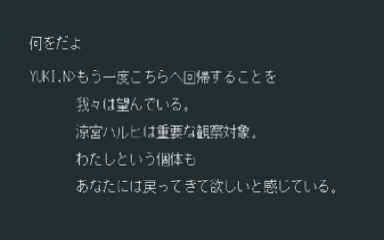 何をだよ
YUKI.N>もう一度こちらへ回帰することを
我々は望んでいる。
涼宮ハルヒは重要な観察対象。
わたしという個体も
あなたには戻ってきて欲しいと感じている。